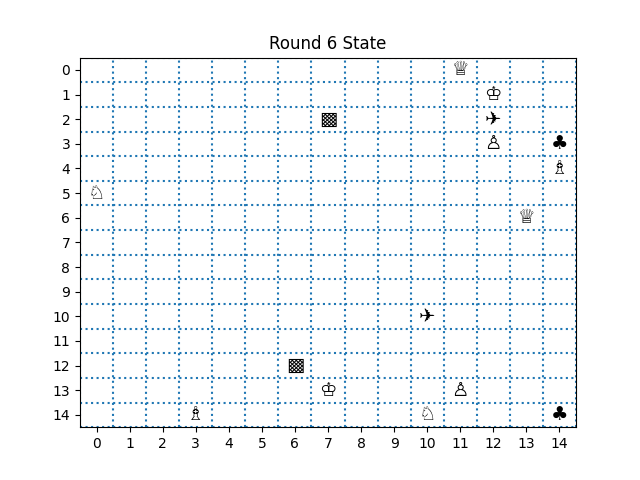 Round 6 State
0 ♕
1 ♔
2 ▩ ✈
3 ♙ ♣
4 ♗
5 ♘
6 ♕
7
8
9
10 ✈
11
12 ▩
13 ♔ ♙
14 ♗ ♘ ♣
0 1 2 3 4 5 6 7 8 9 10 11 12 13 14